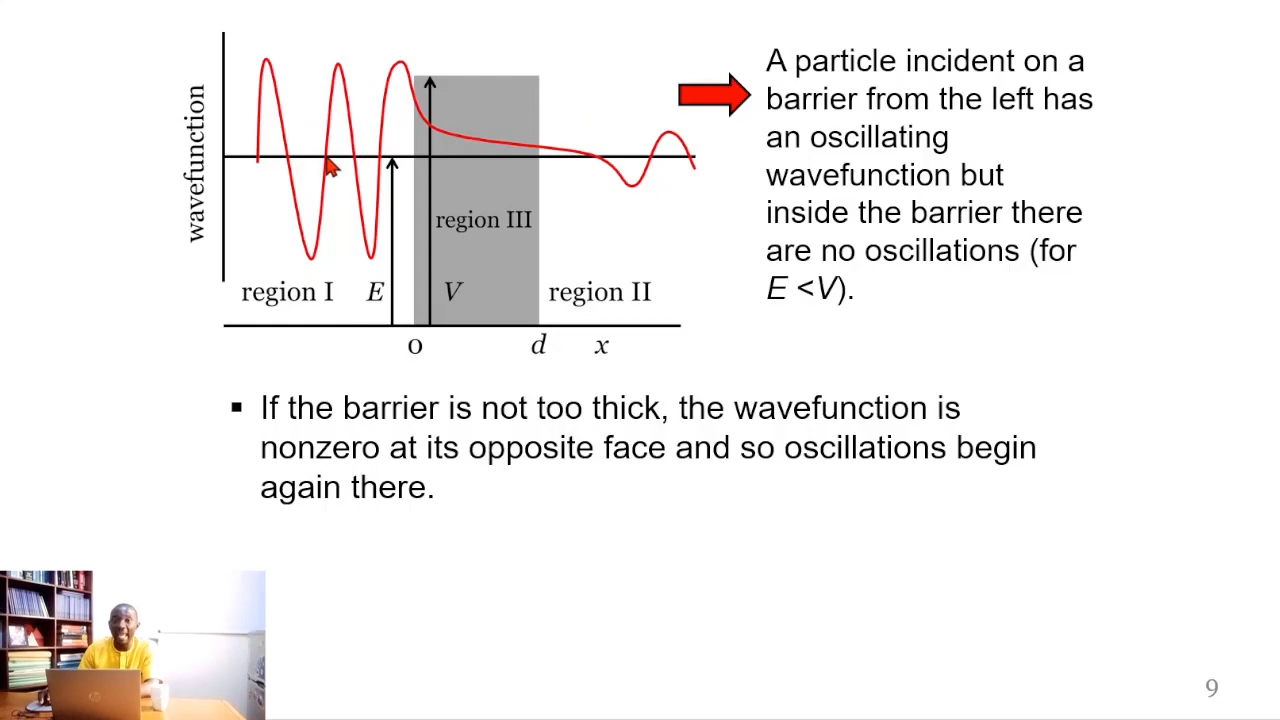 wavefunction
region III
region I
E
V
region II
0
d
x
A particle incident on a
barrier from the left has
an oscillating
wavefunction but
inside the barrier there
are no oscillations (for
E <V).
▪ If the barrier is not too thick, the wavefunction is
nonzero at its opposite face and so oscillations begin
again there.
9